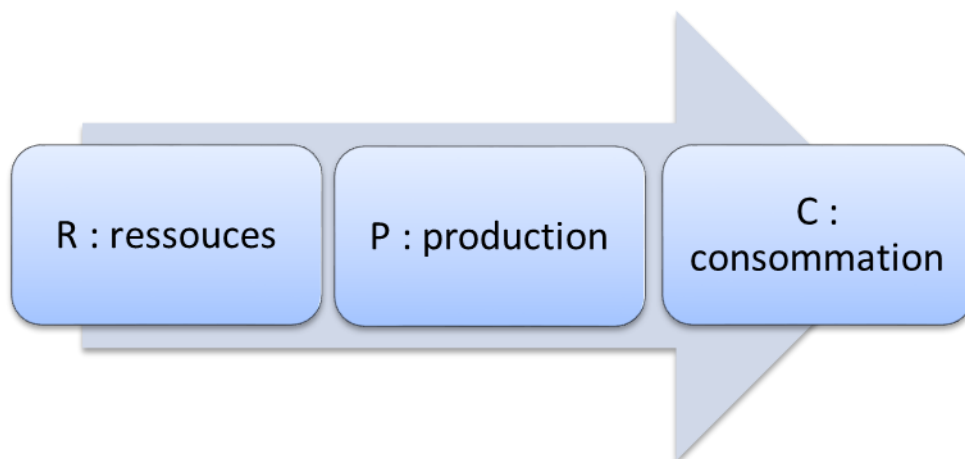 R : ressouces
P : production
C :
consommation